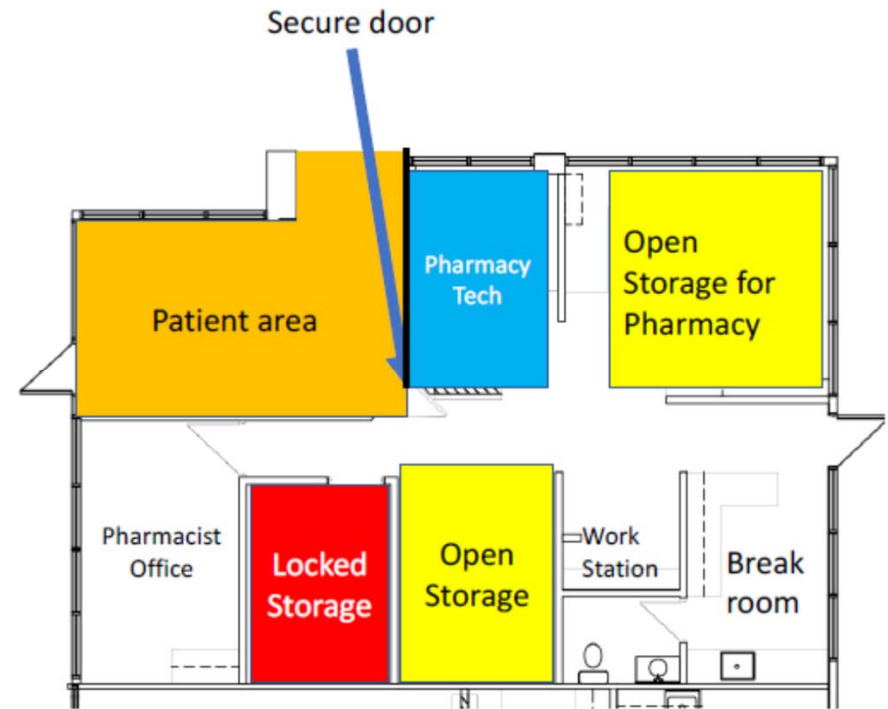 Secure door
Patient area
Pharmacy
Tech
Open
Storage for
Pharmacy
Pharmacist
Office
Locked
Storage
Open
Storage
Work
Station
Break
room